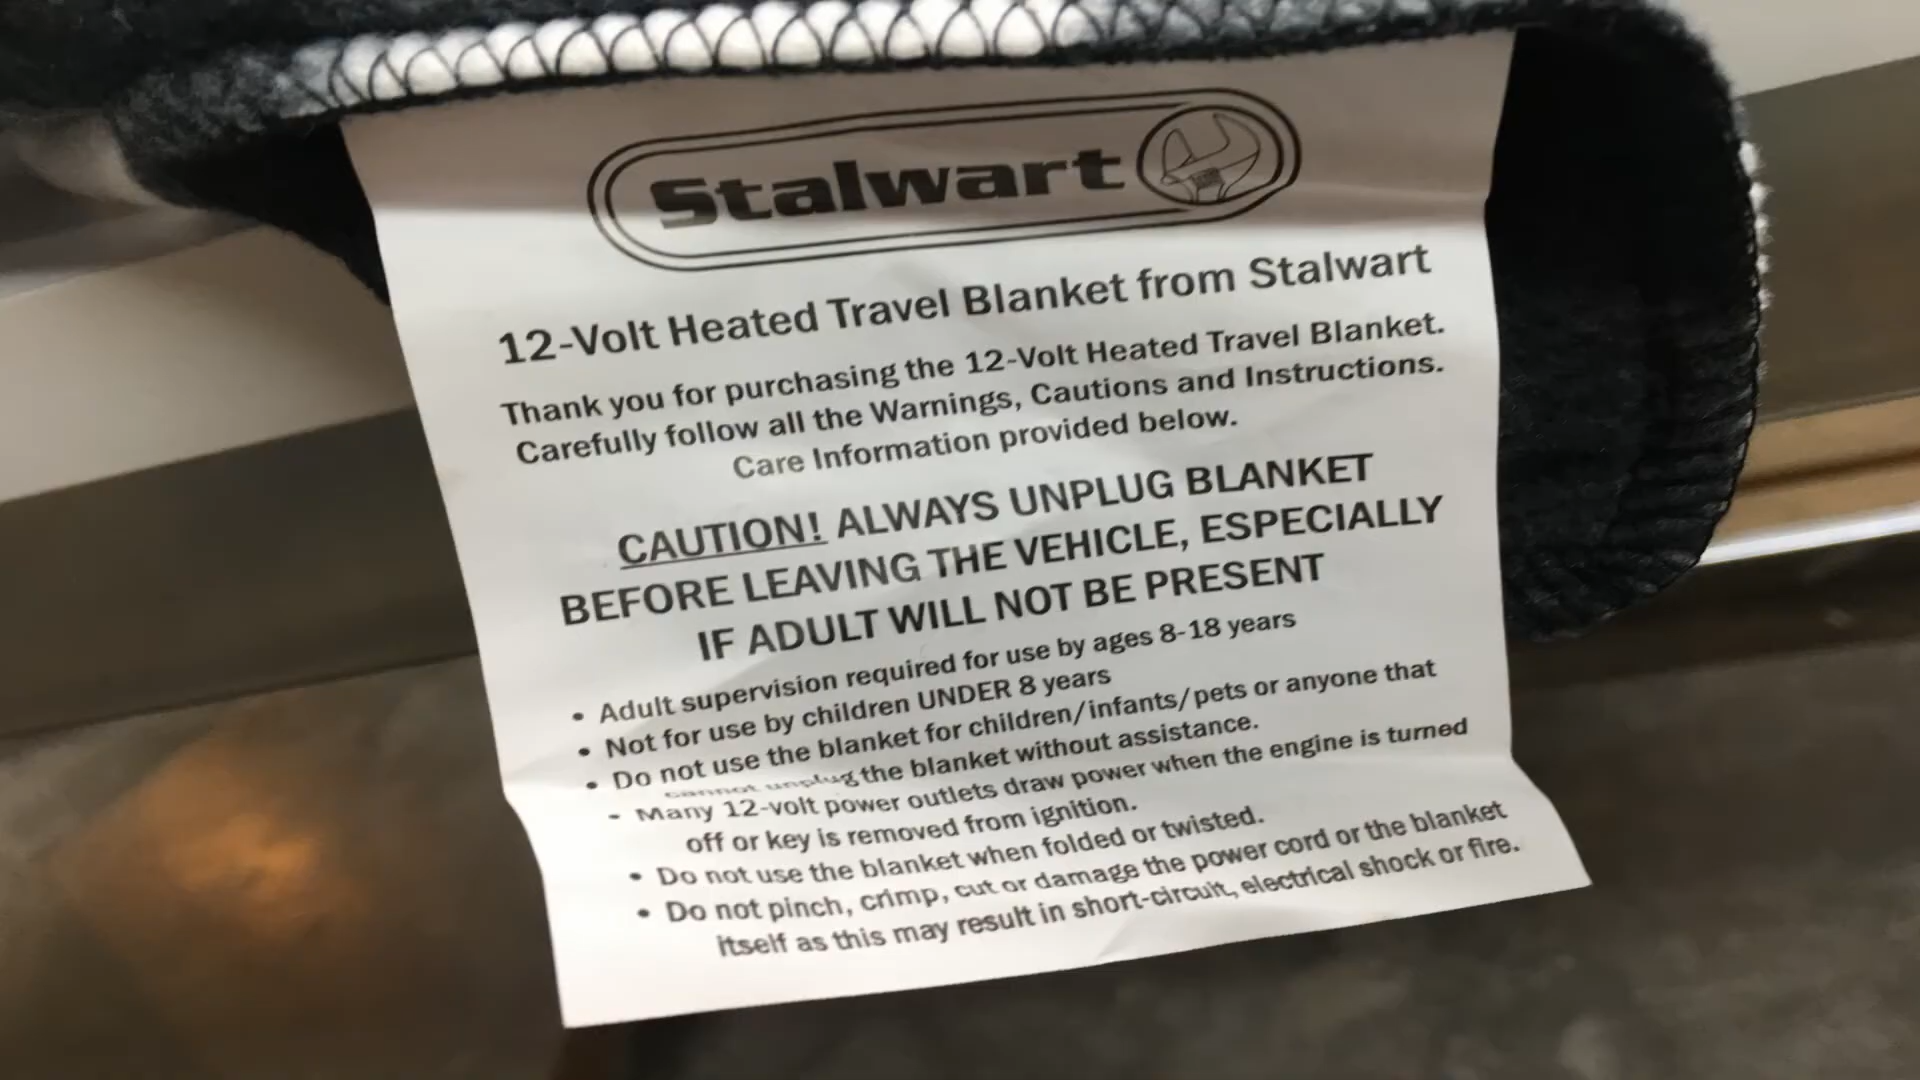 Stalwart
12-Volt Heated Travel Blanket from Stalwart
Thank you for purchasing the 12-Volt Heated Travel Blanket.
Carefully follow all the Warnings, Cautions and Instructions.
Care Information provided below.
CAUTION! ALWAYS UNPLUG BLANKET
BEFORE LEAVING THE VEHICLE, ESPECIALLY
IF ADULT WILL NOT BE PRESENT
• Adult supervision required for use by ages 8-18 years
• Not for use by children UNDER 8 years
• Do not use the blanket for children/infants/pets or anyone that
cannot unplug the blanket without assistance.
- Many 12-volt power outlets draw power when the engine is turned
off or key is removed from ignition.
• Do not use the blanket when folded or twisted.
• Do not pinch, crimp, cut or damage the power cord or the blanket
itself as this may result in short-circuit, electrical shock or fire.